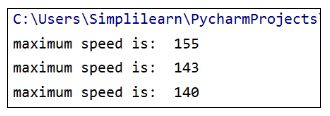 C:\Users\Simplilearn\PycharmProjects
maximum speed is:  155
maximum speed is:  143
maximum speed is:  140